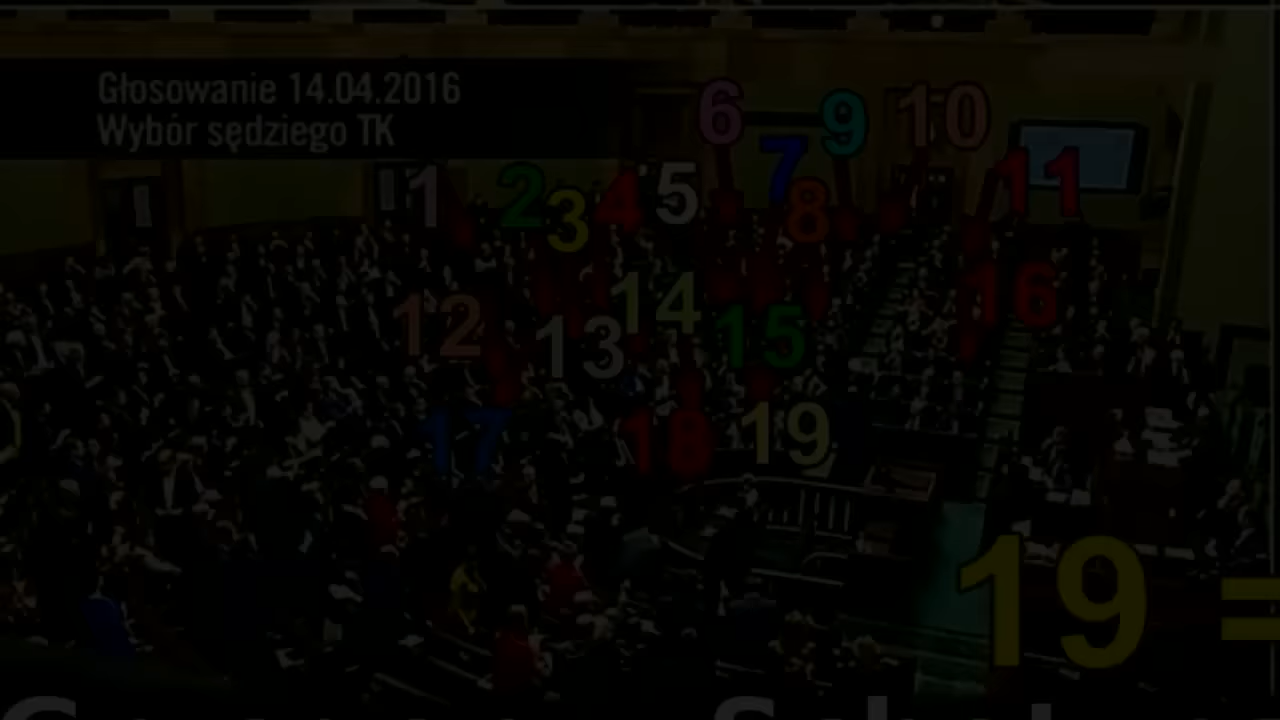 Głosowanie 14.04.2016
Wybór sędziego TK
6 9 10
7 11
1 2 3 4 5 8
14 16
12 13 15
17 18 19
19 =